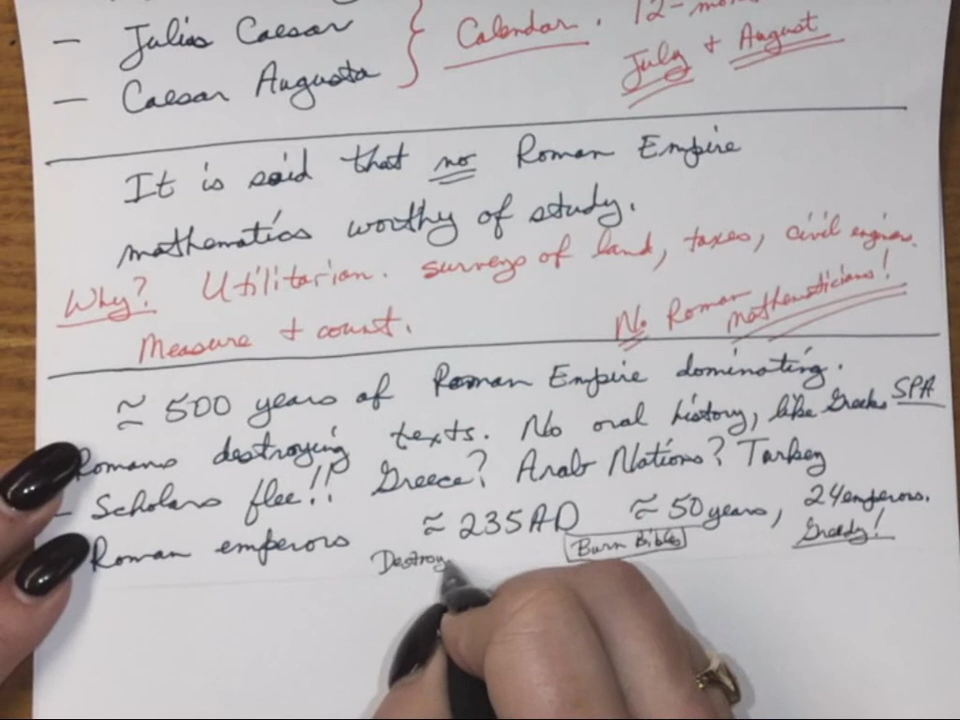 - Julius Caesar
- Caesar Augusta
Calendar. 12-mon
July + August
It is said that no Roman Empire
mathematics worthy of study.
Why? Utilitarian. surveys of land, taxes, civil engineer.
Measure + count.
No Roman mathematicians!
≈ 500 years of Roman Empire dominating.
Romans destroying texts. No oral history, like Greeks SPA
- Scholars flee!! Greece? Arab Nations? Turkey
Roman emperors ≈ 235 AD ≈ 50 years, 24 emperors.
Greedy!
Burn Bibles
Destroy